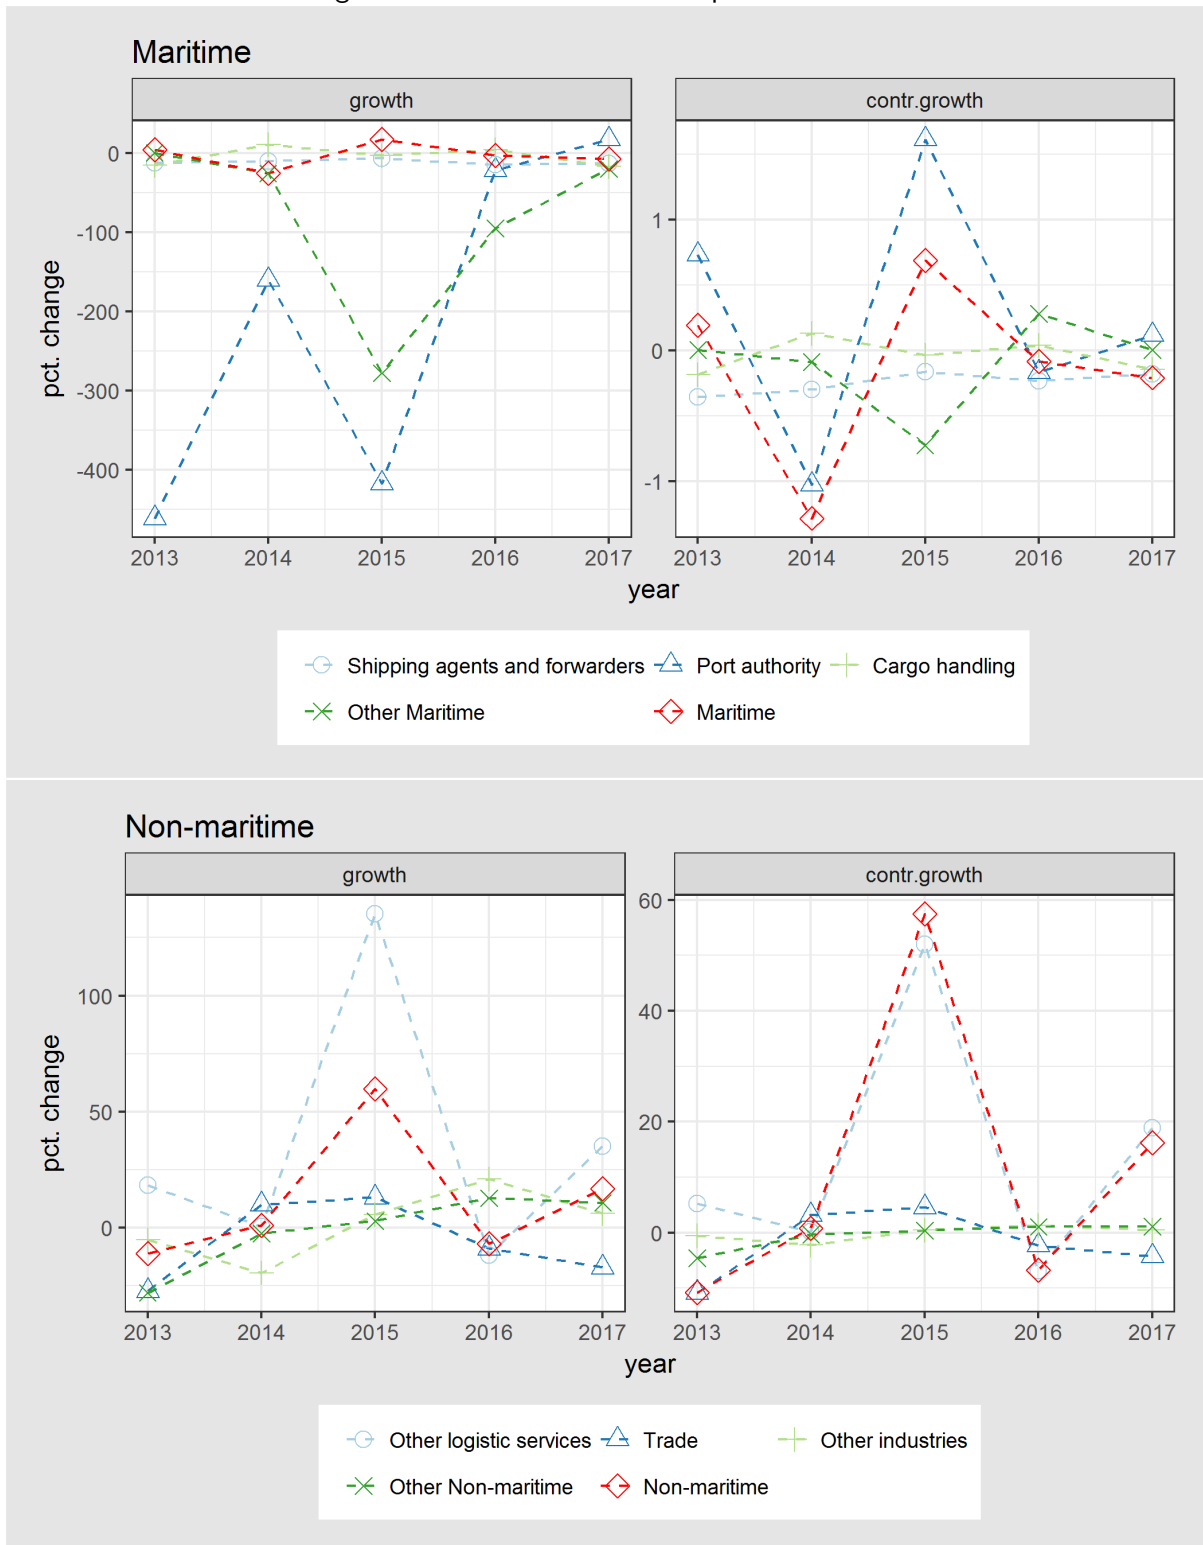 Maritime
growth
contr.growth
0
-100
-200
-300
-400
1
0
-1
pct. change
2013 2014 2015 2016 2017
2013 2014 2015 2016 2017
year
Shipping agents and forwarders Port authority Cargo handling
Other Maritime Maritime
Non-maritime
growth
contr.growth
100
50
0
60
40
20
0
pct. change
2013 2014 2015 2016 2017
2013 2014 2015 2016 2017
year
Other logistic services Trade Other industries
Other Non-maritime Non-maritime